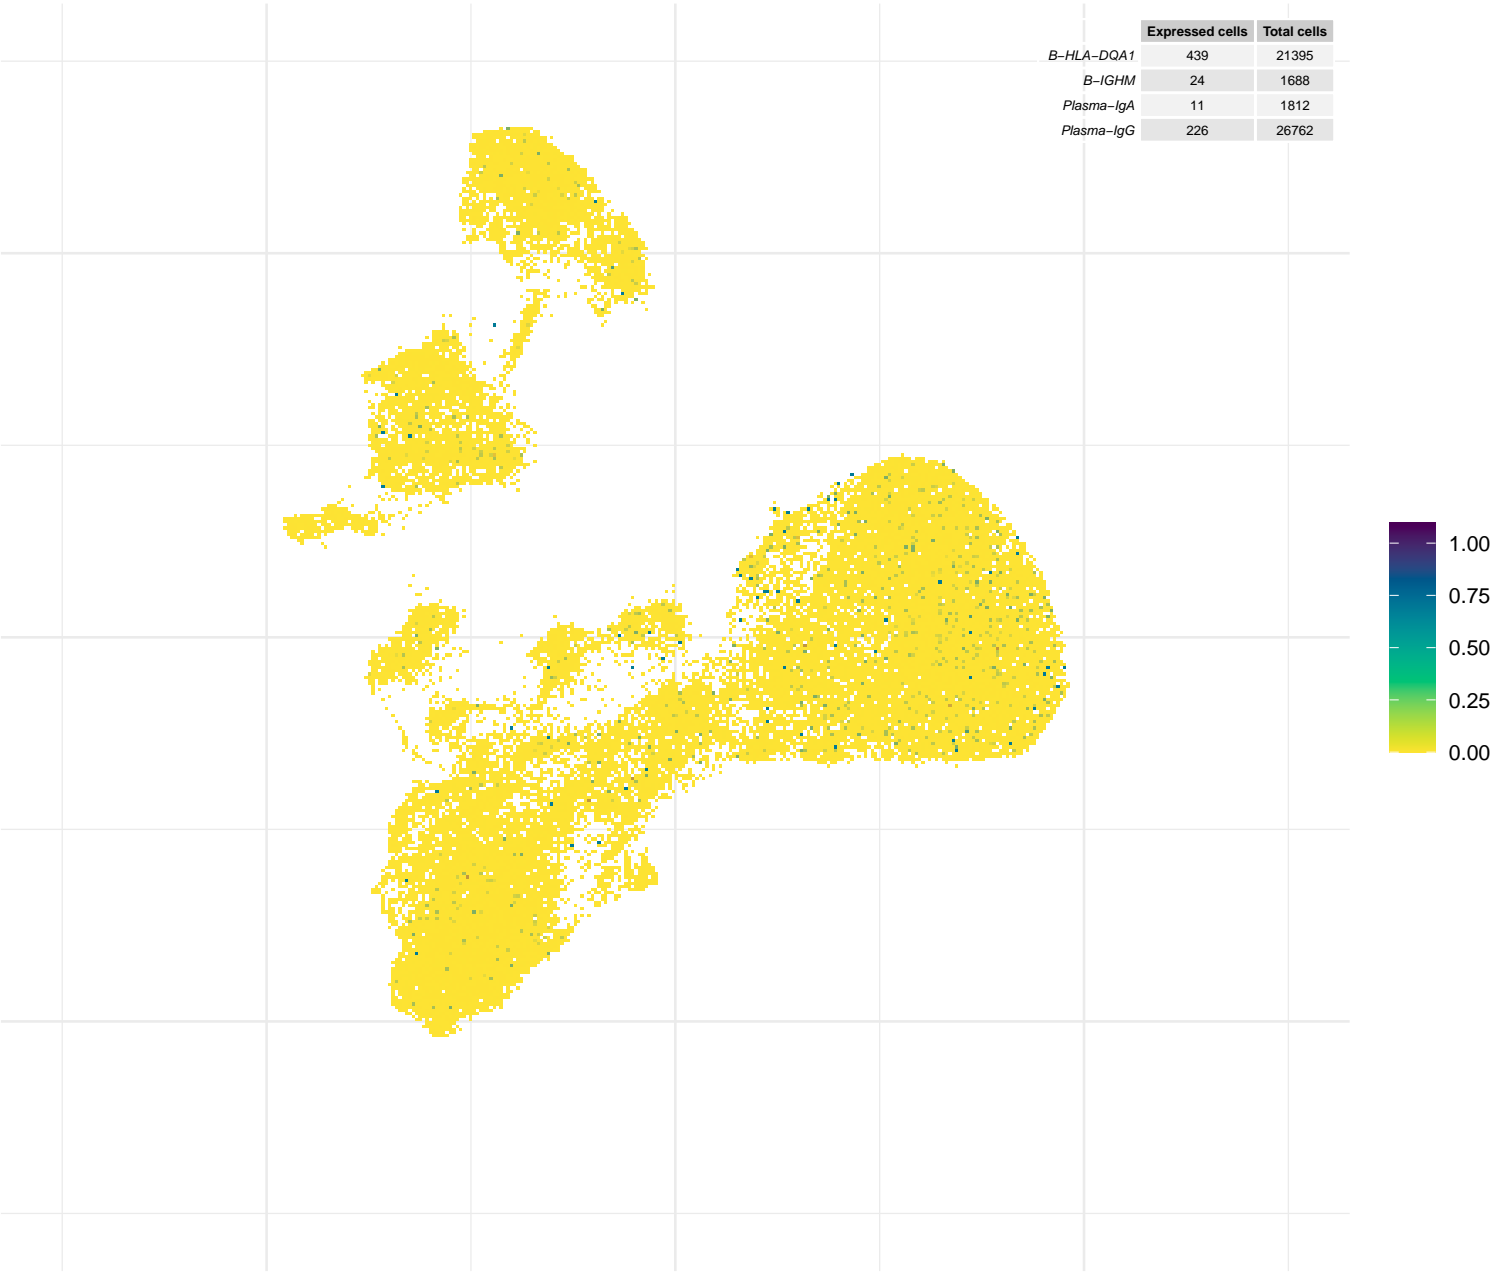 Expressed cells Total cells
B−HLA−DQA1 439 21395
B−IGHM 24 1688
Plasma−IgA 11 1812
Plasma−IgG 226 26762
1.00
0.75
0.50
0.25
0.00